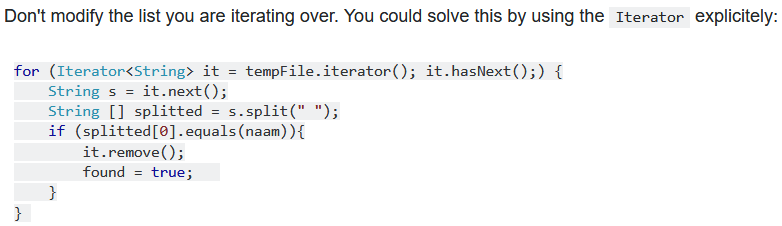 Don't modify the list you are iterating over. You could solve this by using the Iterator explicitely:
for (Iterator<String> it = tempFile.iterator(); it.hasNext();) {
    String s = it.next();
    String [] splitted = s.split(" ");
    if (splitted[0].equals(naam)){
        it.remove();
        found = true;
    }
}